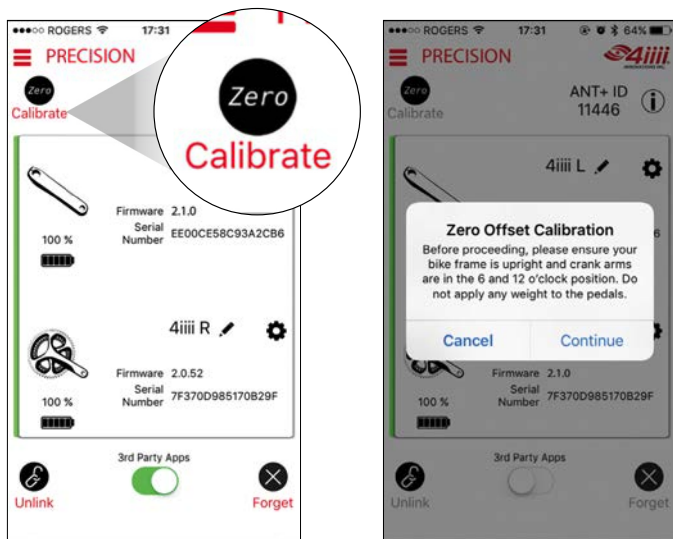 ROGERS 17:31
PRECISION
Zero
Calibrate
Zero
Calibrate
Firmware 2.1.0
Serial
Number EE00CE58C93A2CB6
100 %
4iiii R
Firmware 2.0.52
Serial
Number 7F370D985170B29F
100 %
3rd Party Apps
Unlink
Forget
ROGERS 17:31 64%
PRECISION
4iiii
INNOVATIONS INC.
Zero
Calibrate
ANT+ ID
11446
4iiii L
6
Zero Offset Calibration
Before proceeding, please ensure your
bike frame is upright and crank arms
are in the 6 and 12 o'clock position. Do
not apply any weight to the pedals.
Cancel Continue
Firmware 2.1.0
Serial
Number 7F370D985170B29F
100 %
3rd Party Apps
Unlink
Forget